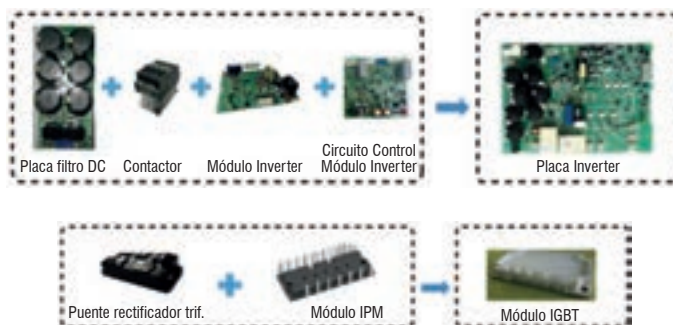 Placa filtro DC
Contactor
Módulo Inverter
Circuito Control
Módulo Inverter
Placa Inverter
Puente rectificador trif.
Módulo IPM
Módulo IGBT